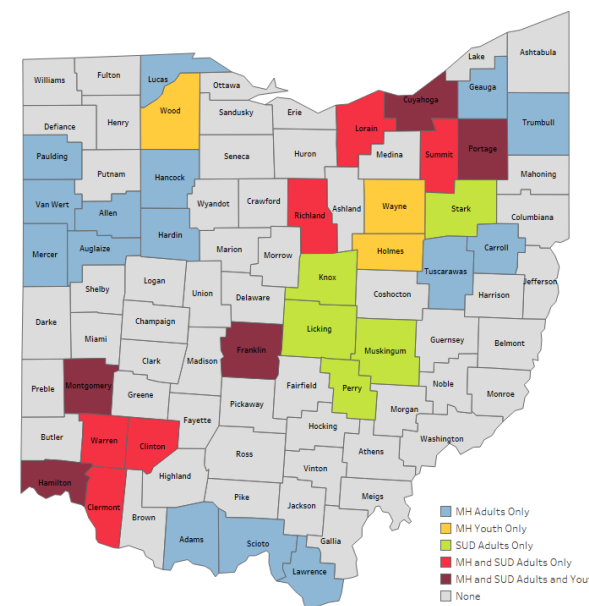 Ashtabula
Lake
Lucas
Fulton
Williams
Ottawa
Geauga
Cuyahoga
Wood
Erie
Sandusky
Henry
Defiance
Lorain
Trumbull
Portage
Summit
Medina
Huron
Seneca
Paulding
Putnam
Hancock
Mahoning
Van Wert
Wyandot
Crawford
Richland
Ashland
Wayne
Stark
Columbiana
Allen
Hardin
Mercer
Auglaize
Marion
Morrow
Holmes
Carroll
Tuscarawas
Knox
Jefferson
Logan
Shelby
Union
Delaware
Coshocton
Harrison
Darke
Champaign
Licking
Miami
Guernsey
Belmont
Franklin
Muskingum
Clark
Madison
Montgomery
Preble
Greene
Fairfield
Perry
Noble
Monroe
Pickaway
Morgan
Fayette
Hocking
Butler
Warren
Clinton
Washington
Athens
Ross
Vinton
Highland
Hamilton
Pike
Meigs
Clermont
Jackson
Brown
Gallia
Adams
Scioto
Lawrence
MH Adults Only
MH Youth Only
SUD Adults Only
MH and SUD Adults Only
MH and SUD Adults and You
None